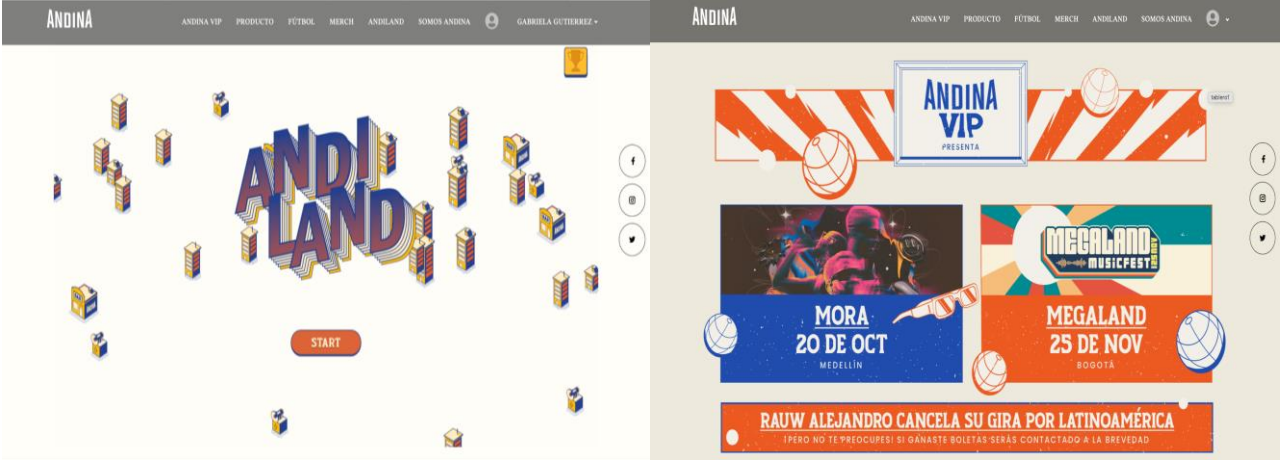 ANDINA
ANDINA VIP PRODUCTO FÚTBOL MERCH ANDILAND SOMOS ANDINA GABRIELA GUTIERREZ
ANDI
LAND
START
ANDINA
ANDINA VIP PRODUCTO FÚTBOL MERCH ANDILAND SOMOS ANDINA
ANDINA
VIP
PRESENTA
MEGALAND
MUSICFEST
25 NOV
MORA
20 DE OCT
MEDELLÍN
MEGALAND
25 DE NOV
BOGOTÁ
RAUW ALEJANDRO CANCELA SU GIRA POR LATINOAMÉRICA
¡PERO NO TE PREOCUPES! SI GANASTE BOLETAS SERÁS CONTACTADO A LA BREVEDAD